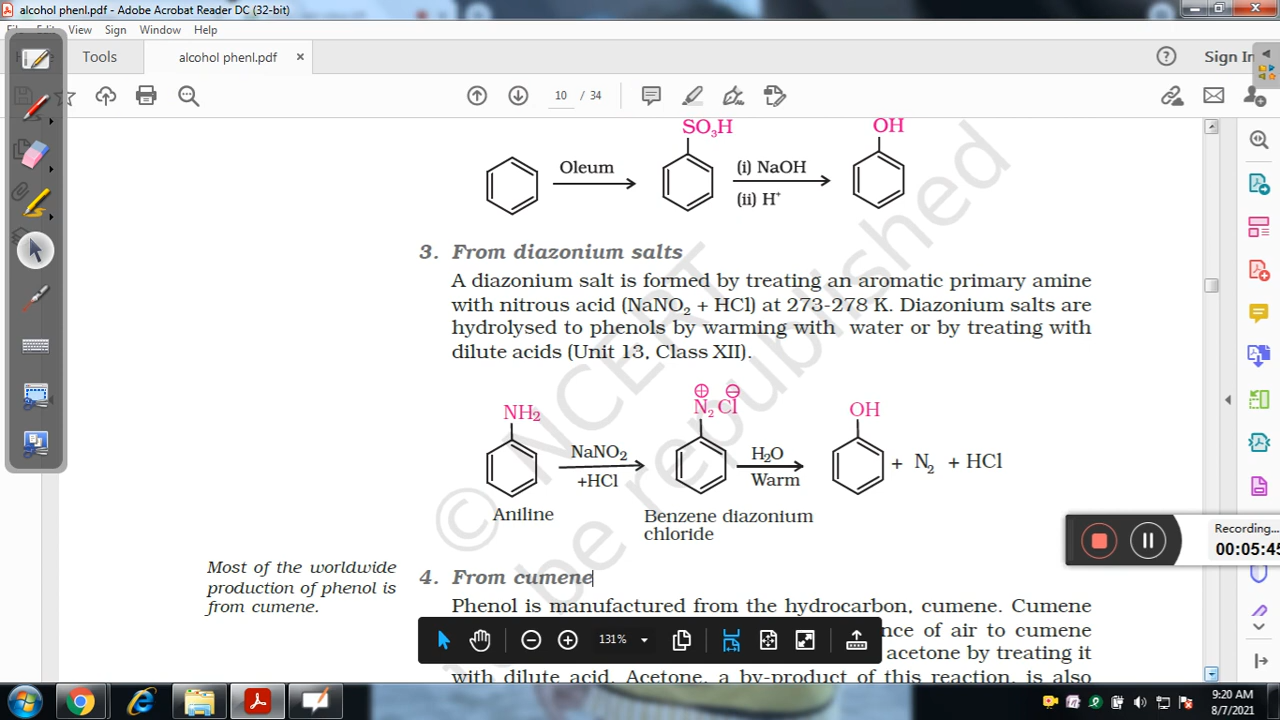 alcohol phenl.pdf - Adobe Acrobat Reader DC (32-bit)
View Sign Window Help
Tools
alcohol phenl.pdf ×
Sign In
10 / 34
SO₃H
OH
Oleum
(i) NaOH
(ii) H⁺
3. From diazonium salts
A diazonium salt is formed by treating an aromatic primary amine
with nitrous acid (NaNO₂ + HCl) at 273-278 K. Diazonium salts are
hydrolysed to phenols by warming with water or by treating with
dilute acids (Unit 13, Class XII).
⊕ ⊖
NH₂
N₂ Cl
OH
NaNO₂
+HCl
H₂O
Warm
+ N₂ + HCl
Aniline
Benzene diazonium
chloride
Recording...
00:05:45
Most of the worldwide
production of phenol is
from cumene.
4. From cumene
Phenol is manufactured from the hydrocarbon, cumene. Cumene
nce of air to cumene
131%
acetone by treating it
with dilute acid. Acetone, a by-product of this reaction, is also
© NCERT
be republished
9:20 AM
8/7/2021